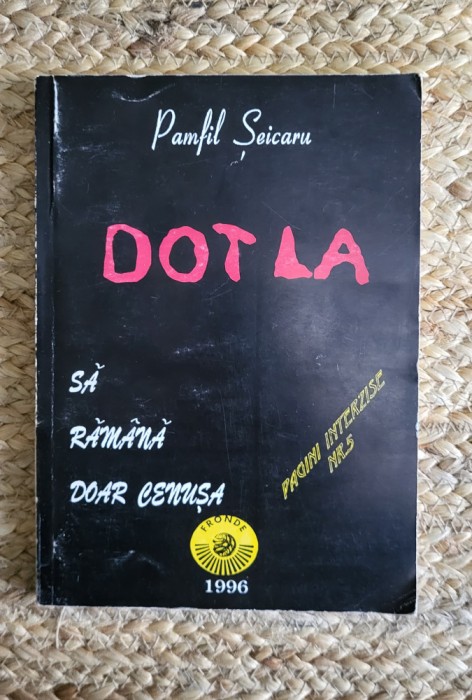 Pamfil Șeicaru
DOTLA
SĂ
RĂMÂNĂ
DOAR CENUȘA
PAGINI INTERZISE
NR.5
FRONDE
1996